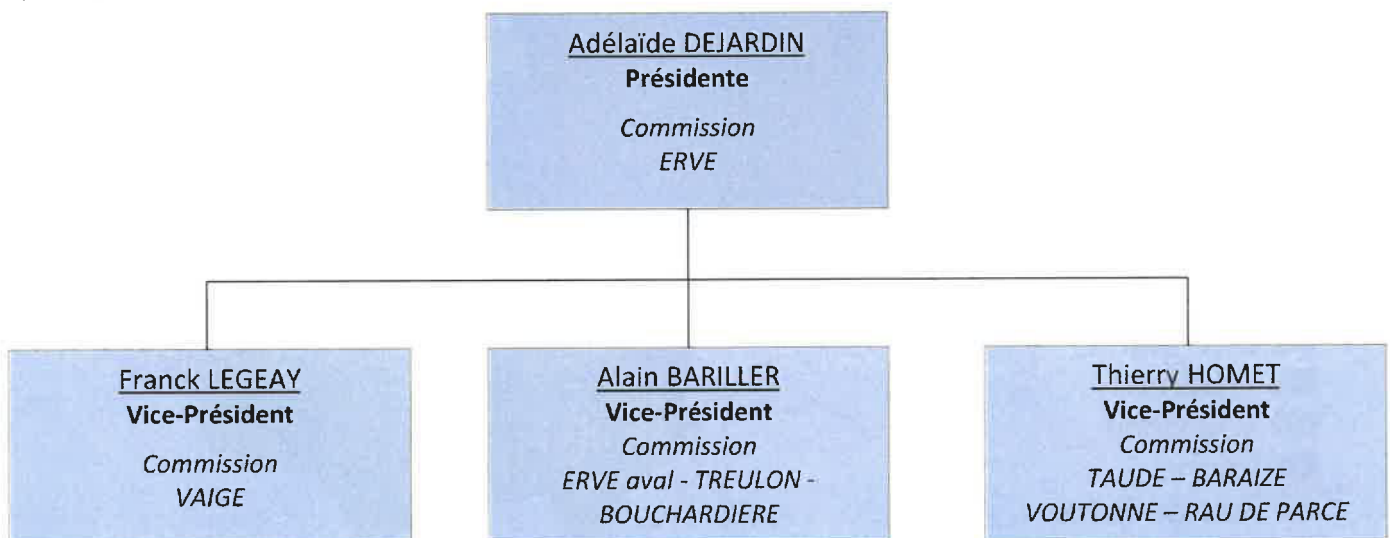 Adélaïde DEJARDIN
Présidente
Commission
ERVE
Franck LEGEAY
Vice-Président
Commission
VAIGE
Alain BARILLER
Vice-Président
Commission
ERVE aval - TREULON -
BOUCHARDIERE
Thierry HOMET
Vice-Président
Commission
TAUDE – BARAIZE
VOUTONNE – RAU DE PARCE